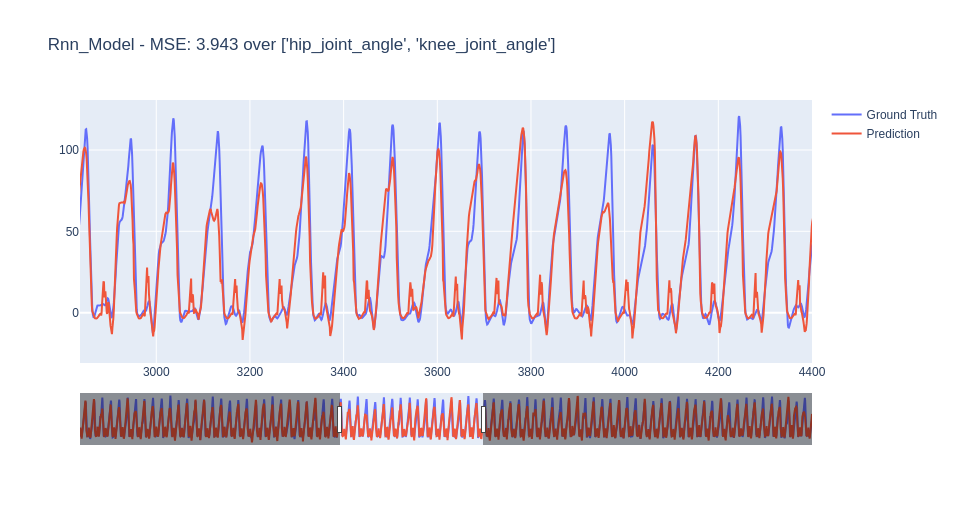 Rnn_Model - MSE: 3.943 over ['hip_joint_angle', 'knee_joint_angle']
Ground Truth
Prediction
100
50
0
3000 3200 3400 3600 3800 4000 4200 4400